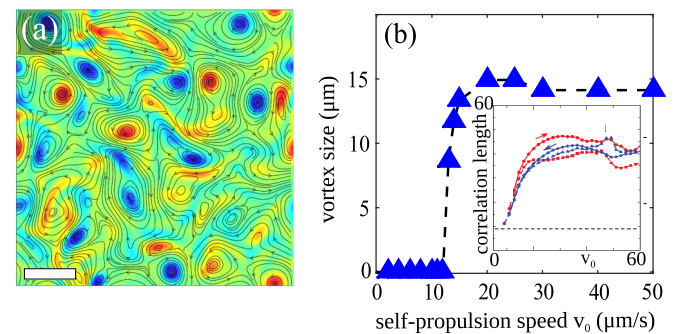 (a)
(b)
vortex size (μm)
15
10
5
0
0
10
20
30
40
50
self-propulsion speed v₀ (μm/s)
correlation length
60
0
v₀
60